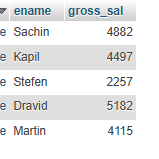 ename gross_sal
e Sachin 4882
e Kapil 4497
e Stefen 2257
e Dravid 5182
e Martin 4115